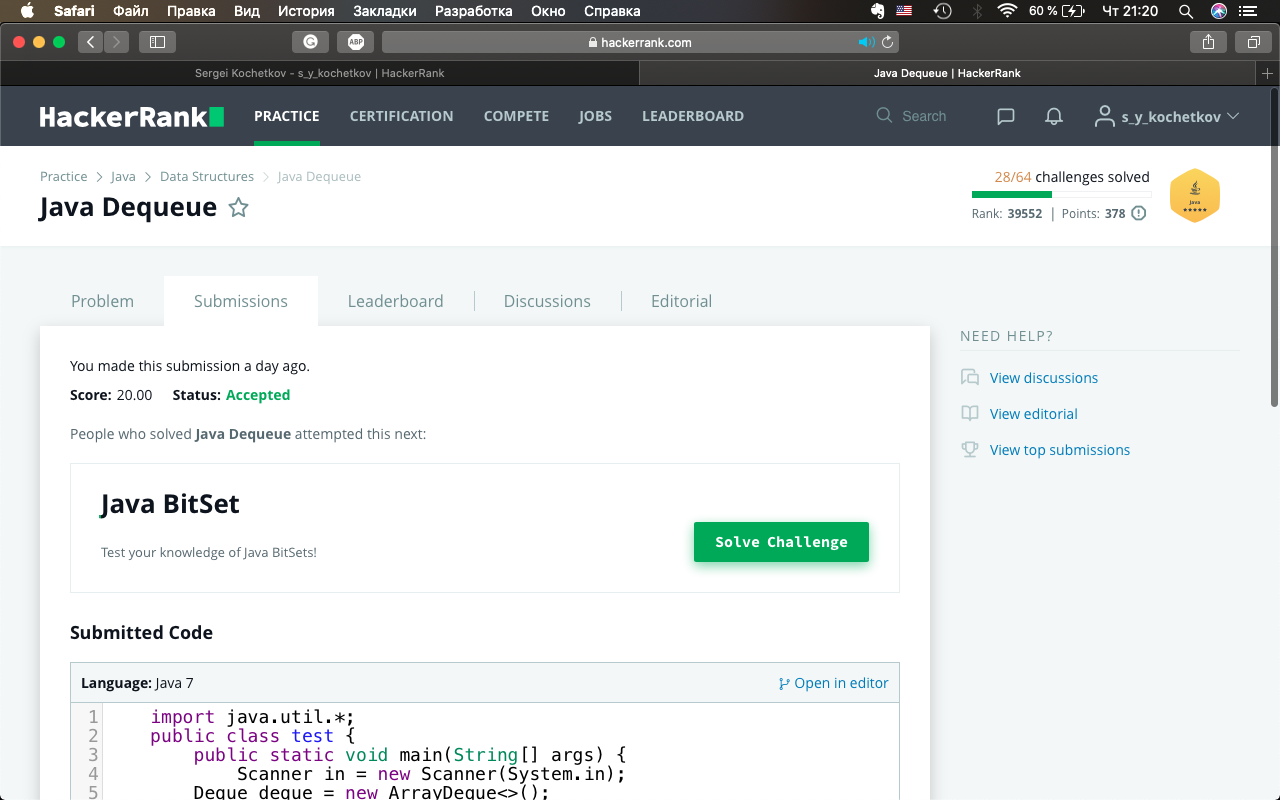 Safari Файл Правка Вид История Закладки Разработка Окно Справка 60 % Чт 21:20
G ABP hackerrank.com
Sergei Kochetkov - s_y_kochetkov | HackerRank Java Dequeue | HackerRank
HackerRank PRACTICE CERTIFICATION COMPETE JOBS LEADERBOARD Search s_y_kochetkov
Practice > Java > Data Structures > Java Dequeue
28/64 challenges solved
Java Dequeue
Java
Rank: 39552 | Points: 378
Problem Submissions Leaderboard Discussions Editorial
NEED HELP?
View discussions
View editorial
View top submissions
You made this submission a day ago.
Score: 20.00 Status: Accepted
People who solved Java Dequeue attempted this next:
Java BitSet
Solve Challenge
Test your knowledge of Java BitSets!
Submitted Code
Language: Java 7 Open in editor
1 import java.util.*;
2 public class test {
3 public static void main(String[] args) {
4 Scanner in = new Scanner(System.in);
5 Deque deque = new ArrayDeque<>();